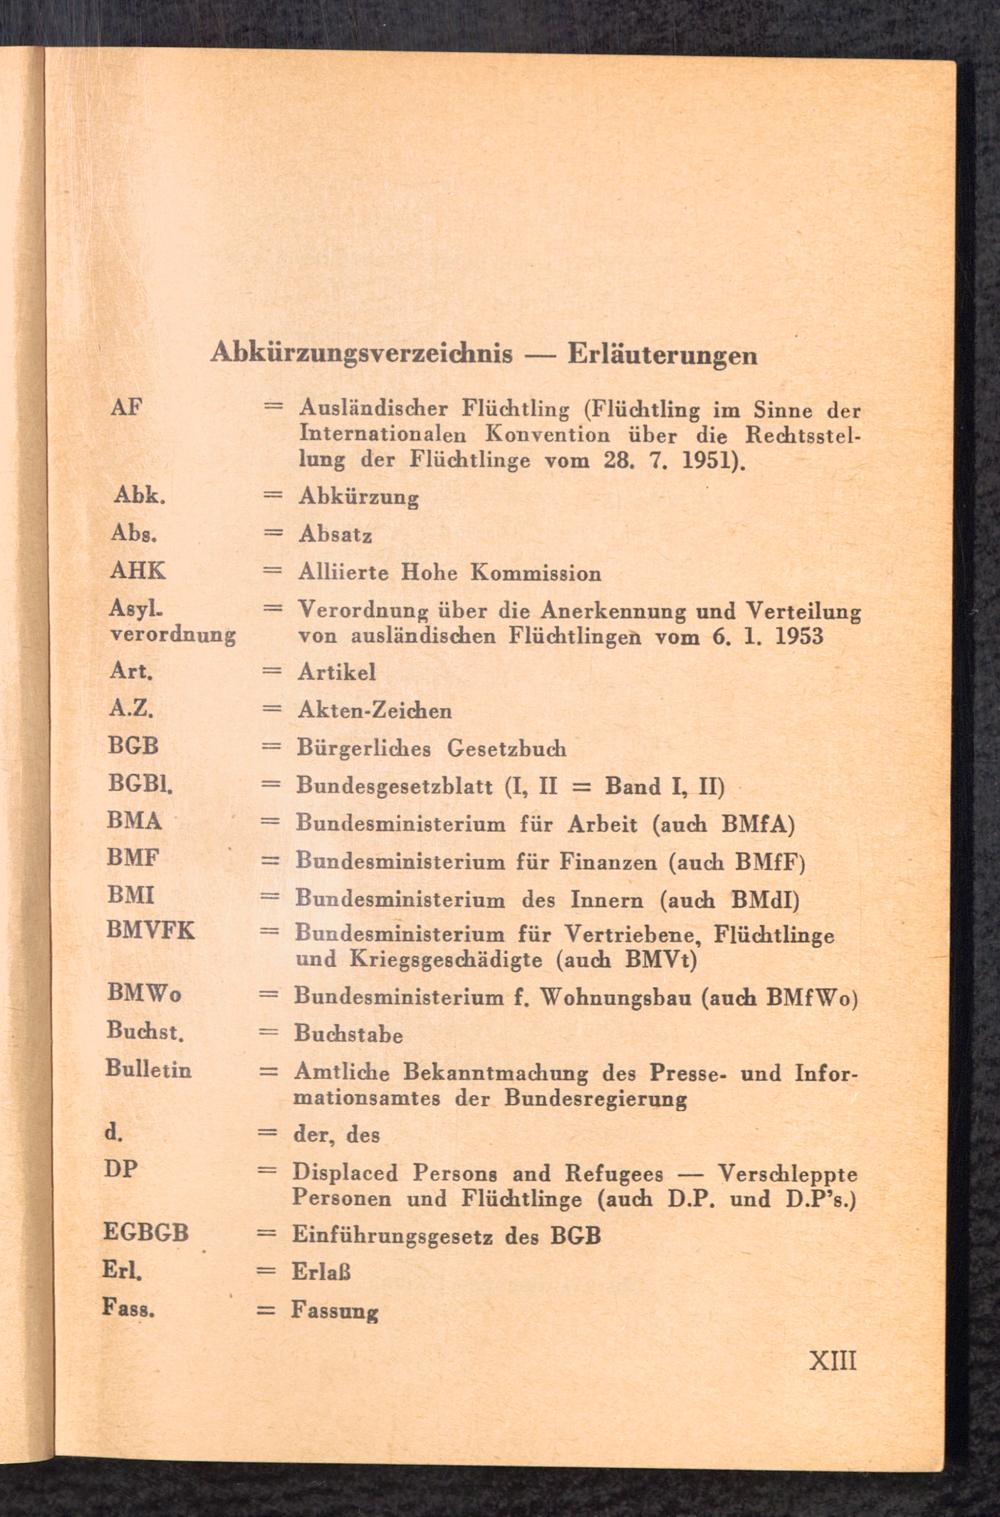 Abkürzungsverzeichnis — Erläuterungen
AF = Ausländischer Flüchtling (Flüchtling im Sinne der
Internationalen Konvention über die Rechtsstel-
lung der Flüchtlinge vom 28. 7. 1951).
Abk. = Abkürzung
Abs. = Absatz
AHK = Alliierte Hohe Kommission
Asyl- = Verordnung über die Anerkennung und Verteilung
verordnung von ausländischen Flüchtlingen vom 6. 1. 1953
Art. = Artikel
A.Z. = Akten-Zeichen
BGB = Bürgerliches Gesetzbuch
BGBl. = Bundesgesetzblatt (I, II = Band I, II)
BMA = Bundesministerium für Arbeit (auch BMfA)
BMF = Bundesministerium für Finanzen (auch BMfF)
BMI = Bundesministerium des Innern (auch BMdI)
BMVFK = Bundesministerium für Vertriebene, Flüchtlinge
und Kriegsgeschädigte (auch BMVt)
BMWo = Bundesministerium f. Wohnungsbau (auch BMfWo)
Buchst. = Buchstabe
Bulletin = Amtliche Bekanntmachung des Presse- und Infor-
mationsamtes der Bundesregierung
d. = der, des
DP = Displaced Persons and Refugees — Verschleppte
Personen und Flüchtlinge (auch D.P. und D.P's.)
EGBGB = Einführungsgesetz des BGB
Erl. = Erlaß
Fass. = Fassung
XIII